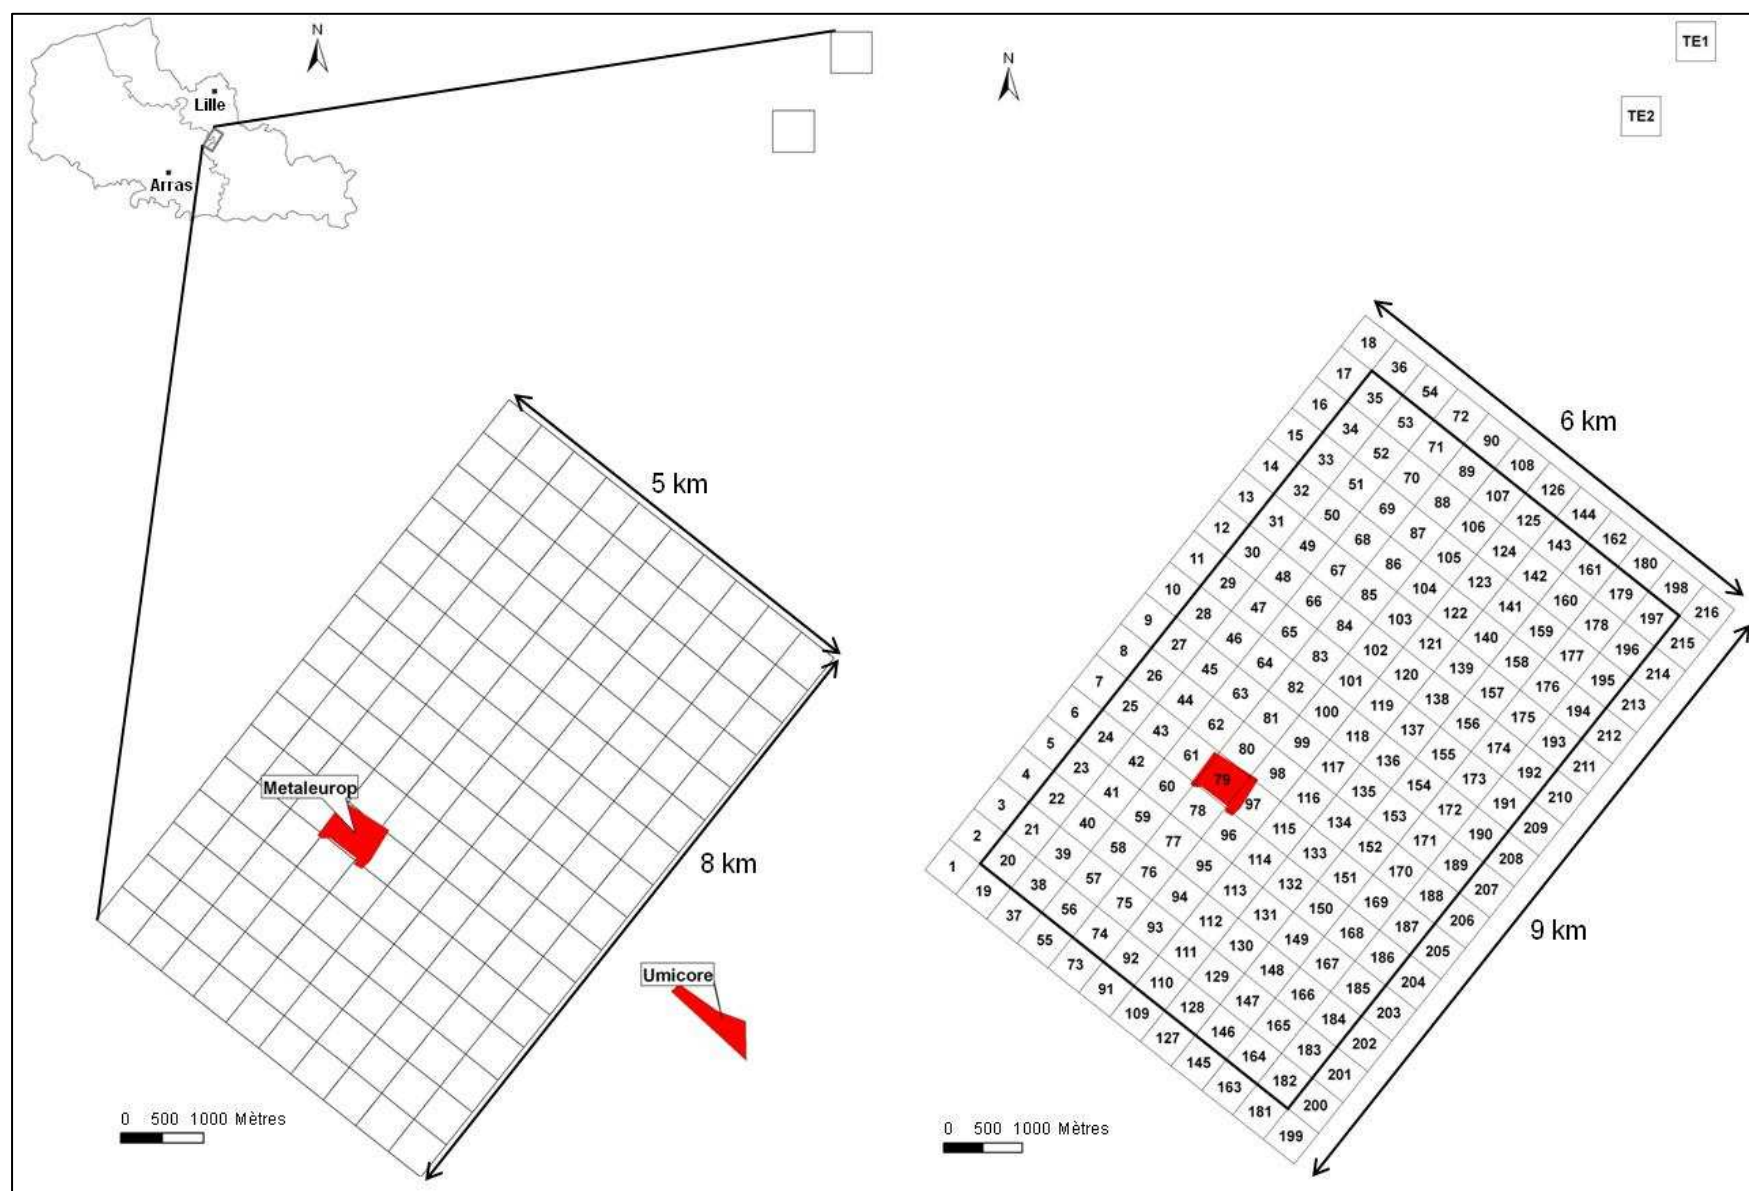 N
Lille
Arras
5 km
Metaleurop
8 km
Umicore
0 500 1000 Mètres
N
TE1
TE2
6 km
9 km
18 36 54 72 90 108 126 144 162 180 198 216
17 35 53 71 89 107 125 143 161 179 197 215
16 34 52 70 88 106 124 142 160 178 196 214
15 33 51 69 87 105 123 141 159 177 195 213
14 32 50 68 86 104 122 140 158 176 194 212
13 31 49 67 85 103 121 139 157 175 193 211
12 30 48 66 84 102 120 138 156 174 192 210
11 29 47 65 83 101 119 137 155 173 191 209
10 28 46 64 82 100 118 136 154 172 190 208
9 27 45 63 81 99 117 135 153 171 189 207
8 26 44 62 80 98 116 134 152 170 188 206
7 25 43 61 79 97 115 133 151 169 187 205
6 24 42 60 78 96 114 132 150 168 186 204
5 23 41 59 77 95 113 131 149 167 185 203
4 22 40 58 76 94 112 130 148 166 184 202
3 21 39 57 75 93 111 129 147 165 183 201
2 20 38 56 74 92 110 128 146 164 182 200
1 19 37 55 73 91 109 127 145 163 181 199
0 500 1000 Mètres